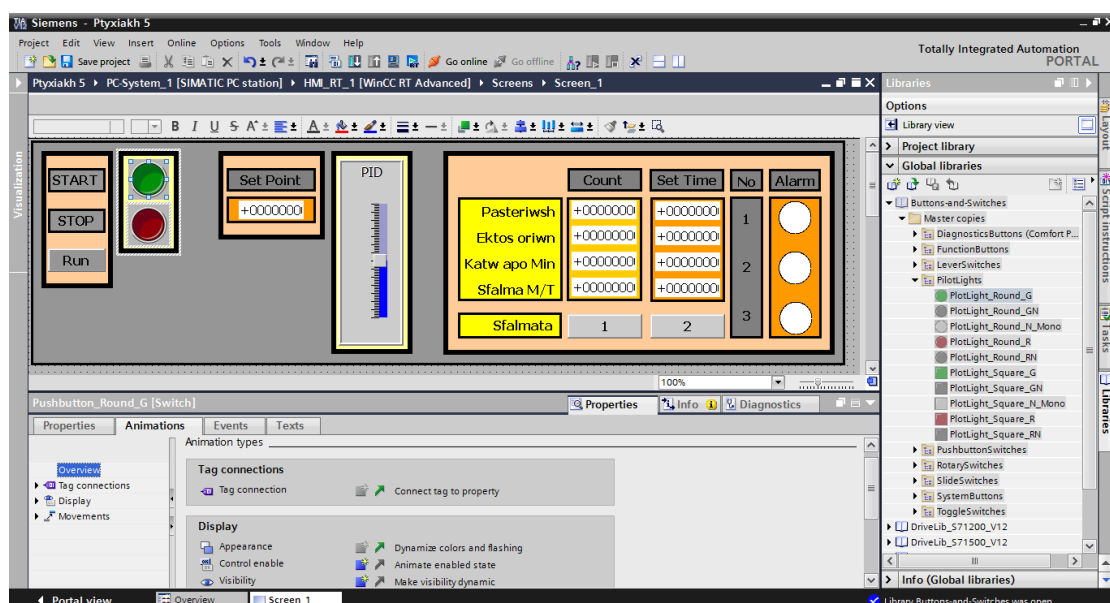 Siemens - Ptyxiakh 5
Project Edit View Insert Online Options Tools Window Help
Totally Integrated Automation
PORTAL
Save project
Go online
Go offline
Ptyxiakh 5 PC-System_1 [SIMATIC PC station] HMI_RT_1 [WinCC RT Advanced] Screens Screen_1
Libraries
Options
Library view
Project library
Global libraries
Buttons-and-Switches
Master copies
DiagnosticsButtons (Comfort P...
FunctionButtons
LeverSwitches
PilotLights
PlotLight_Round_G
PlotLight_Round_GN
PlotLight_Round_N_Mono
PlotLight_Round_R
PlotLight_Round_RN
PlotLight_Square_G
PlotLight_Square_GN
PlotLight_Square_N_Mono
PlotLight_Square_R
PlotLight_Square_RN
PushbuttonSwitches
RotarySwitches
SlideSwitches
SystemButtons
ToggleSwitches
DriveLib_S71200_V12
DriveLib_S71500_V12
Info (Global libraries)
Layout
Script instructions
Tasks
Libraries
Visualization
B I U S A
START
STOP
Run
Set Point
+0000000
PID
Count Set Time No Alarm
Pasteriwsh +0000000 +0000000 1
Ektos oriwn +0000000 +0000000
Katw apo Min +0000000 +0000000 2
Sfalma M/T +0000000 +0000000
Sfalmata 1 2 3
100%
Pushbutton_Round_G [Switch]
Properties Info Diagnostics
Properties Animations Events Texts
Animation types
Overview
Tag connections
Display
Movements
Tag connections
Tag connection Connect tag to property
Display
Appearance Dynamize colors and flashing
Control enable Animate enabled state
Visibility Make visibility dynamic
Portal view Overview Screen_1
Library Buttons-and-Switches was open